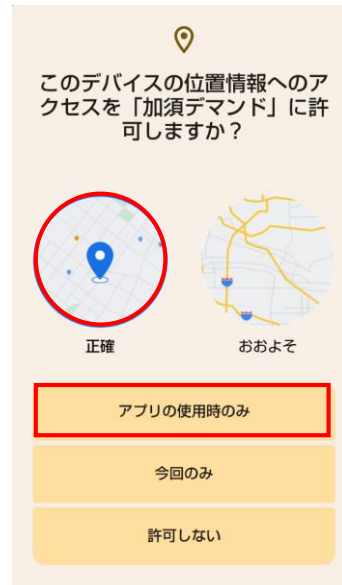 このデバイスの位置情報へのア
クセスを「加須デマンド」に許
可しますか？
正確
おおよそ
アプリの使用時のみ
今回のみ
許可しない